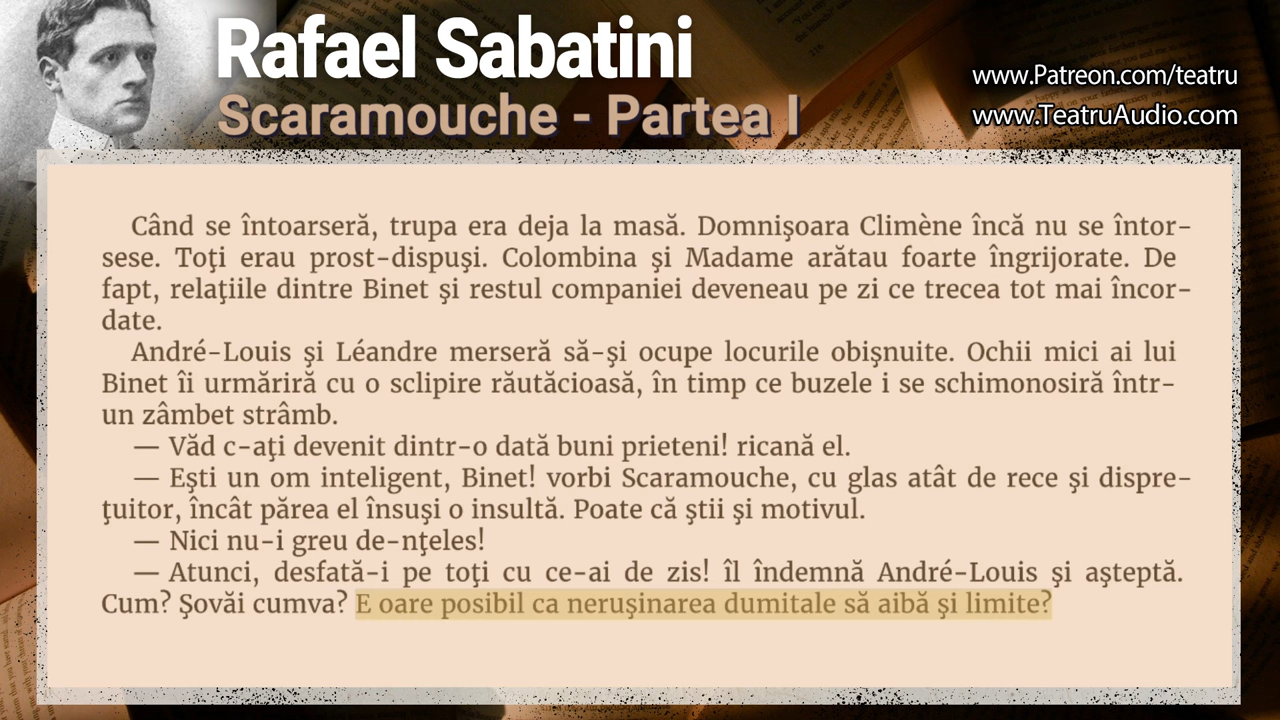 Rafael Sabatini
Scaramouche - Partea I
www.Patreon.com/teatru
www.TeatruAudio.com
Când se întoarseră, trupa era deja la masă. Domnişoara Climène încă nu se întor-
sese. Toţi erau prost-dispuşi. Colombina şi Madame arătau foarte îngrijorate. De
fapt, relaţiile dintre Binet şi restul companiei deveneau pe zi ce trecea tot mai încor-
date.
André-Louis şi Léandre merseră să-şi ocupe locurile obişnuite. Ochii mici ai lui
Binet îi urmăriră cu o sclipire răutăcioasă, în timp ce buzele i se schimonosiră într-
un zâmbet strâmb.
— Văd c-aţi devenit dintr-o dată buni prieteni! ricană el.
— Eşti un om inteligent, Binet! vorbi Scaramouche, cu glas atât de rece şi dispre-
ţuitor, încât părea el însuşi o insultă. Poate că ştii şi motivul.
— Nici nu-i greu de-nţeles!
— Atunci, desfată-i pe toţi cu ce-ai de zis! îl îndemnă André-Louis şi aşteptă.
Cum? Şovăi cumva? E oare posibil ca neruşinarea dumitale să aibă şi limite?